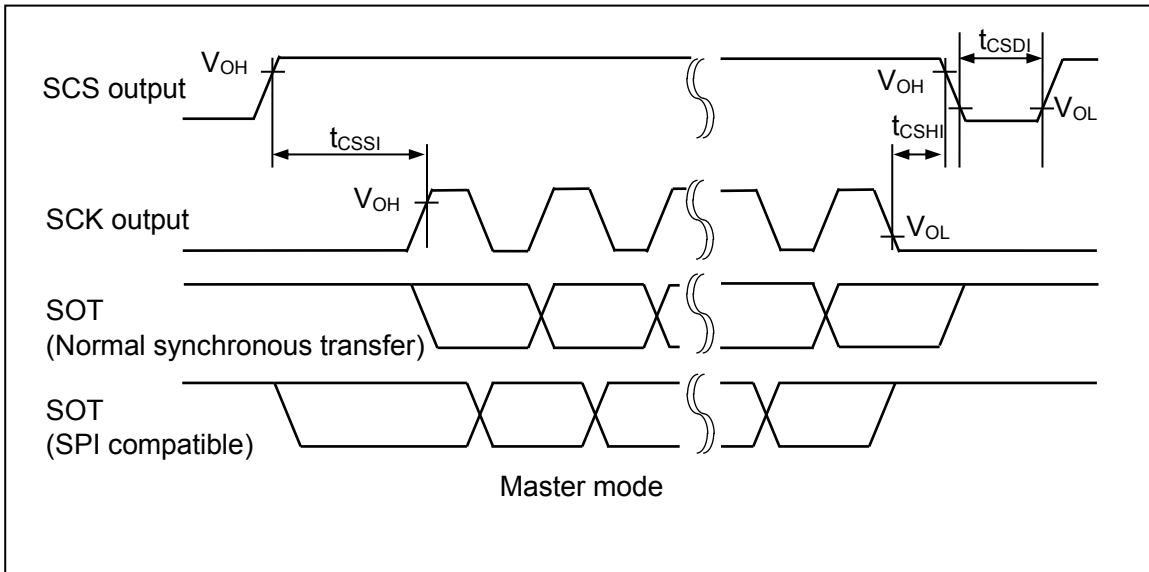 tCSDI
VOH
VOH
SCS output
VOL
tCSHI
tCSSI
VOH
SCK output
VOL
SOT
(Normal synchronous transfer)
SOT
(SPI compatible)
Master mode